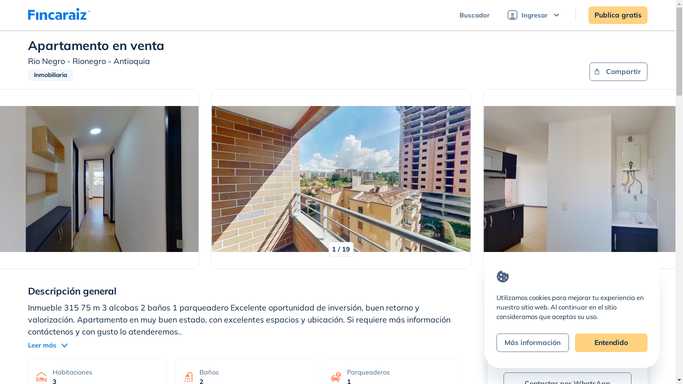 Fincaraiz
Buscador
Ingresar
Publica gratis
Apartamento en venta
Rio Negro - Rionegro - Antioquia
Inmobiliaria
Compartir
1 / 19
Descripción general
Inmueble 315 75 m 3 alcobas 2 baños 1 parqueadero Excelente oportunidad de inversión, buen retorno y
valorización. Apartamento en muy buen estado, con excelentes espacios y ubicación. Si requiere más información
contáctenos y con gusto lo atenderemos..
Leer más
Habitaciones
3
Baños
2
Parqueaderos
1
Utilizamos cookies para mejorar tu experiencia en
nuestro sitio web. Al continuar en el sitio
consideramos que aceptas su uso.
Más información
Entendido
Contactar por WhatsApp